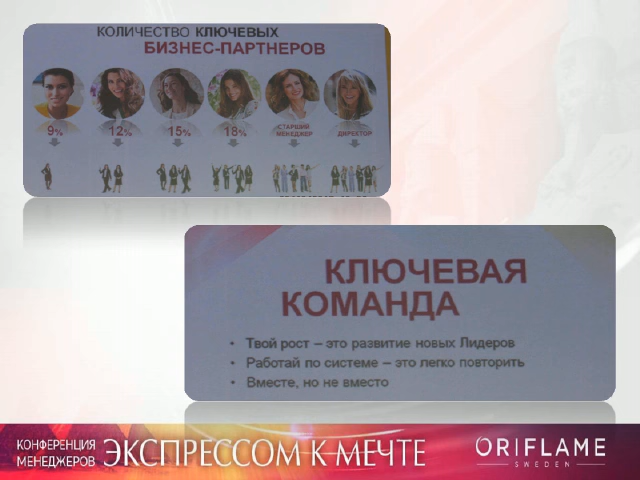 КОЛИЧЕСТВО КЛЮЧЕВЫХ
БИЗНЕС-ПАРТНЕРОВ
9% 12% 15% 18% СТАРШИЙ МЕНЕДЖЕР ДИРЕКТОР
КЛЮЧЕВАЯ
КОМАНДА
• Твой рост – это развитие новых Лидеров
• Работай по системе – это легко повторить
• Вместе, но не вместо
КОНФЕРЕНЦИЯ
МЕНЕДЖЕРОВ
ЭКСПРЕССОМ К МЕЧТЕ
ORIFLAME
SWEDEN